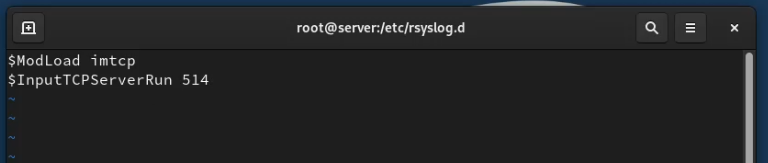 root@server:/etc/rsyslog.d
$ModLoad imtcp
$InputTCPServerRun 514
~
~
~
~